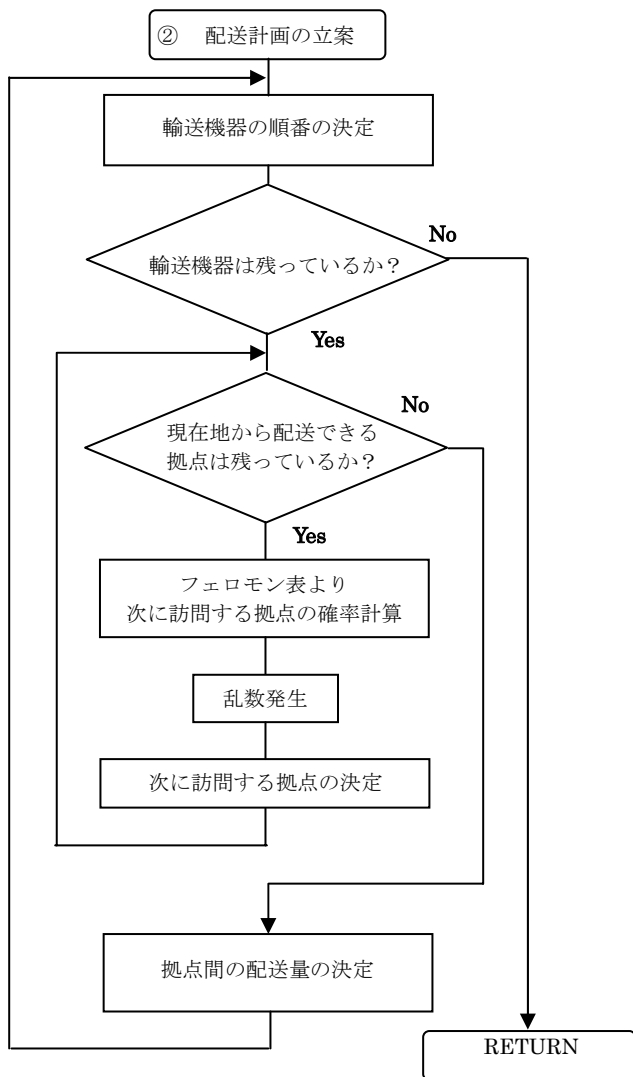 ②　配送計画の立案
輸送機器の順番の決定
No
輸送機器は残っているか？
Yes
No
現在地から配送できる
拠点は残っているか？
Yes
フェロモン表より
次に訪問する拠点の確率計算
乱数発生
次に訪問する拠点の決定
拠点間の配送量の決定
RETURN